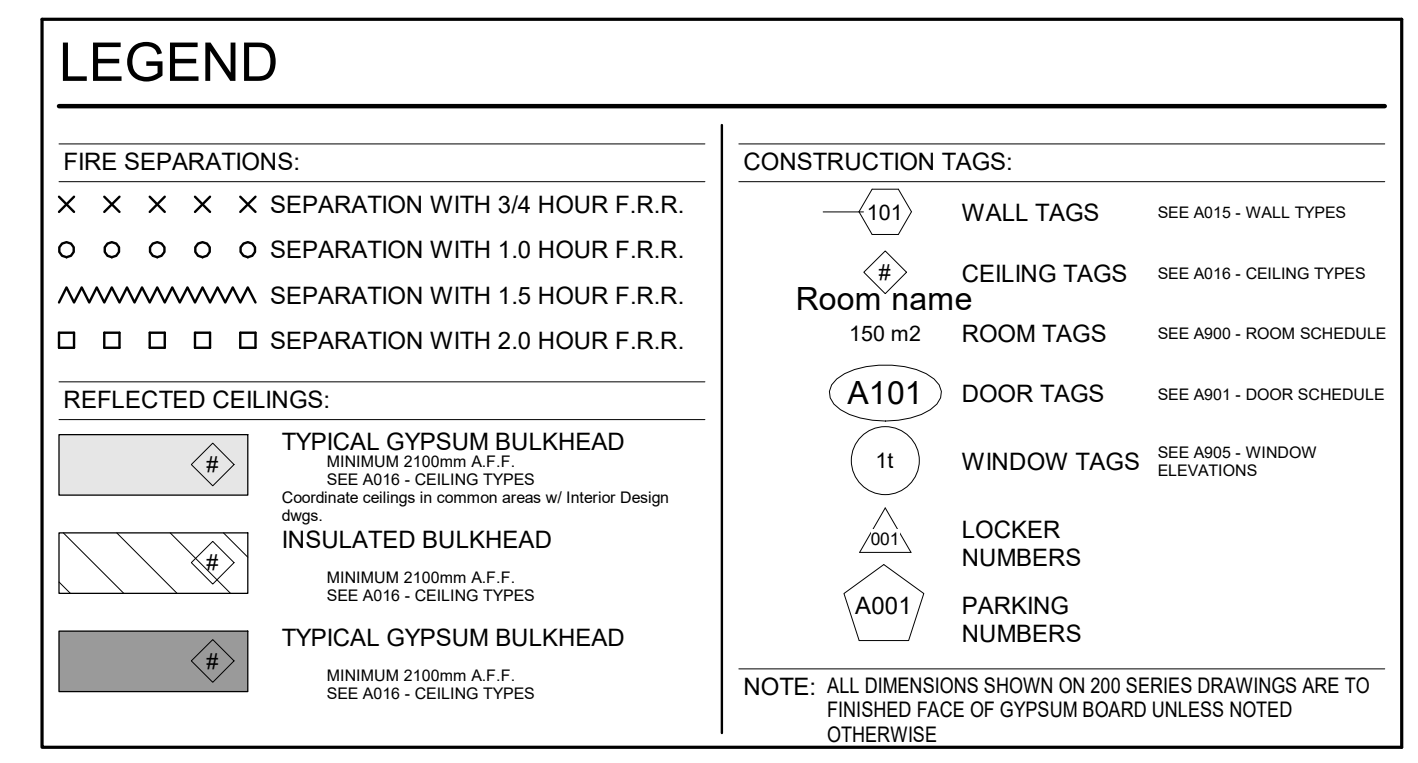 LEGEND
FIRE SEPARATIONS:
SEPARATION WITH 3/4 HOUR F.R.R.
SEPARATION WITH 1.0 HOUR F.R.R.
SEPARATION WITH 1.5 HOUR F.R.R.
SEPARATION WITH 2.0 HOUR F.R.R.
REFLECTED CEILINGS:
#
TYPICAL GYPSUM BULKHEAD
MINIMUM 2100mm A.F.F.
SEE A016 - CEILING TYPES
Coordinate ceilings in common areas w/ Interior Design
dwgs.
#
INSULATED BULKHEAD
MINIMUM 2100mm A.F.F.
SEE A016 - CEILING TYPES
#
TYPICAL GYPSUM BULKHEAD
MINIMUM 2100mm A.F.F.
SEE A016 - CEILING TYPES
CONSTRUCTION TAGS:
101 WALL TAGS SEE A015 - WALL TYPES
# CEILING TAGS SEE A016 - CEILING TYPES
Room name
150 m2 ROOM TAGS SEE A900 - ROOM SCHEDULE
A101 DOOR TAGS SEE A901 - DOOR SCHEDULE
1t WINDOW TAGS SEE A905 - WINDOW
ELEVATIONS
001 LOCKER
NUMBERS
A001 PARKING
NUMBERS
NOTE: ALL DIMENSIONS SHOWN ON 200 SERIES DRAWINGS ARE TO
FINISHED FACE OF GYPSUM BOARD UNLESS NOTED
OTHERWISE